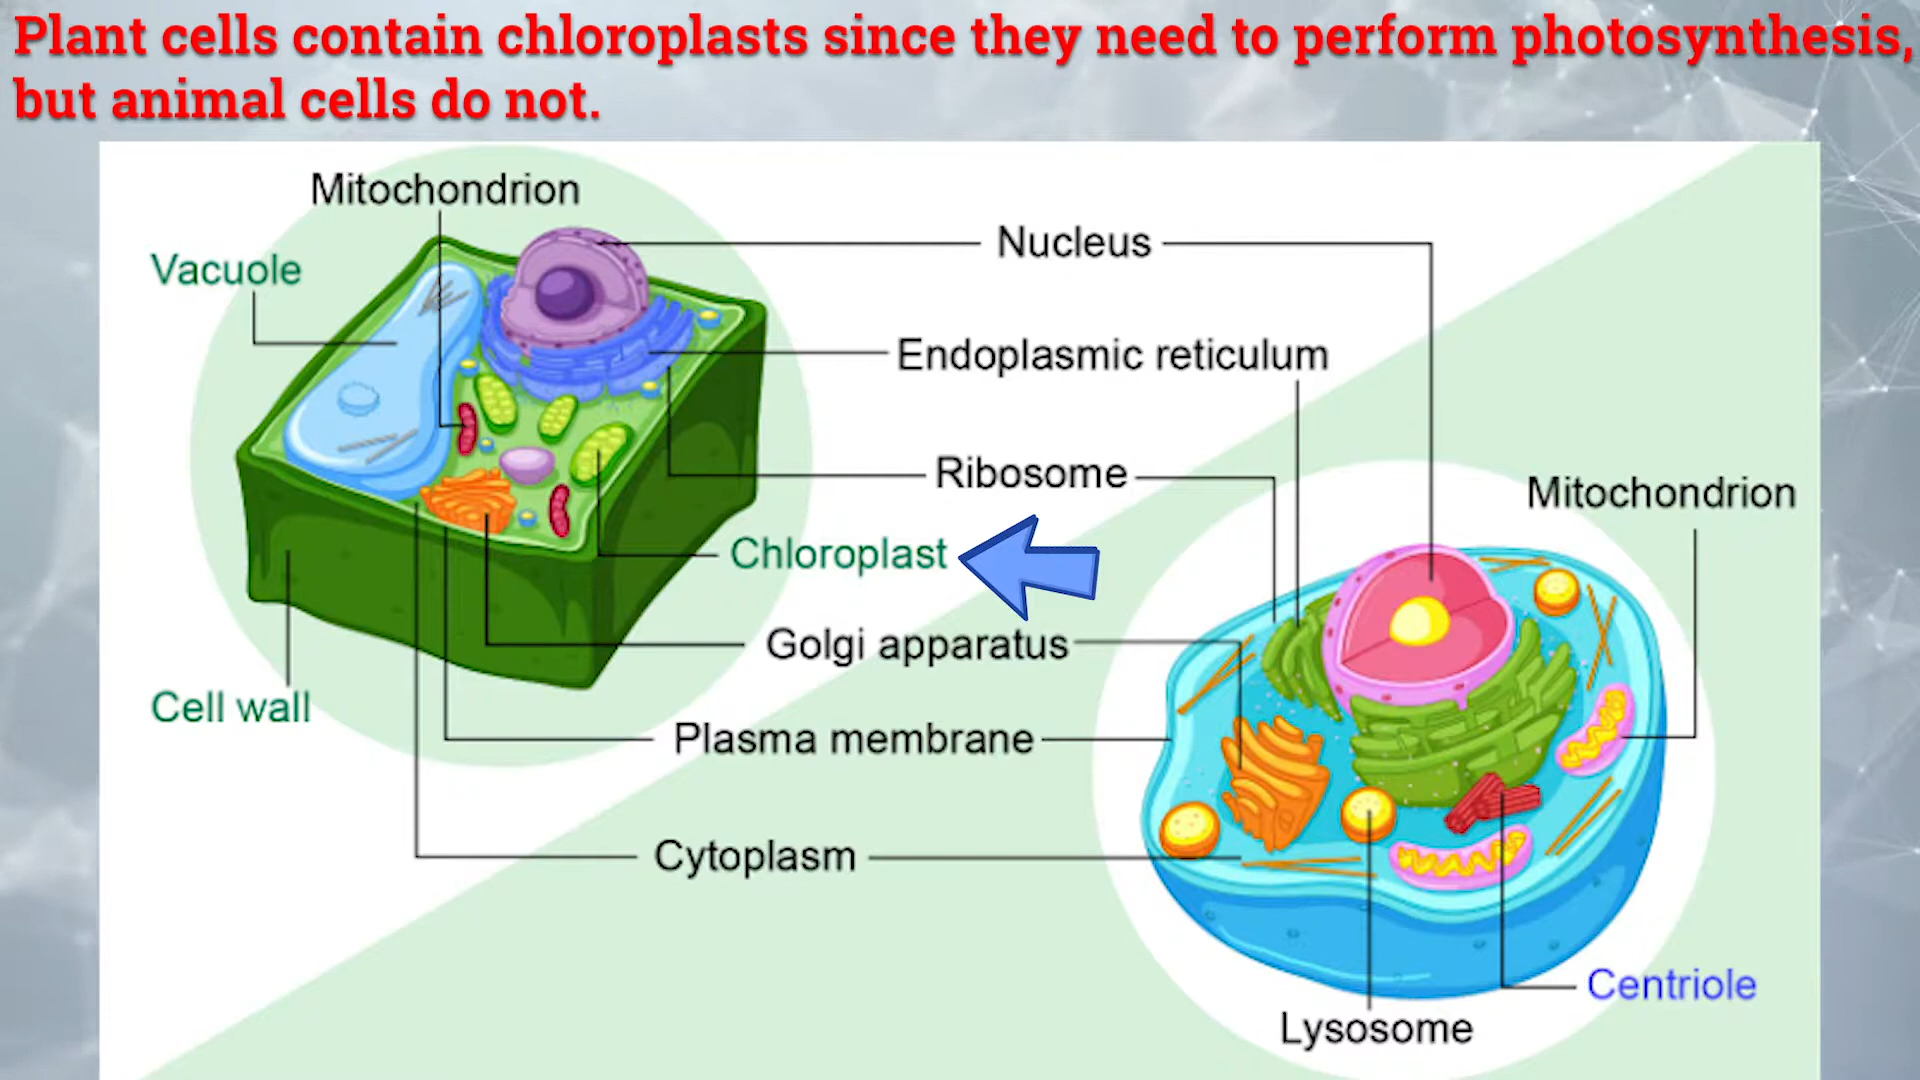 Plant cells contain chloroplasts since they need to perform photosynthesis,
but animal cells do not.
Mitochondrion
Nucleus
Vacuole
Endoplasmic reticulum
Ribosome
Mitochondrion
Chloroplast
Golgi apparatus
Cell wall
Plasma membrane
Cytoplasm
Centriole
Lysosome